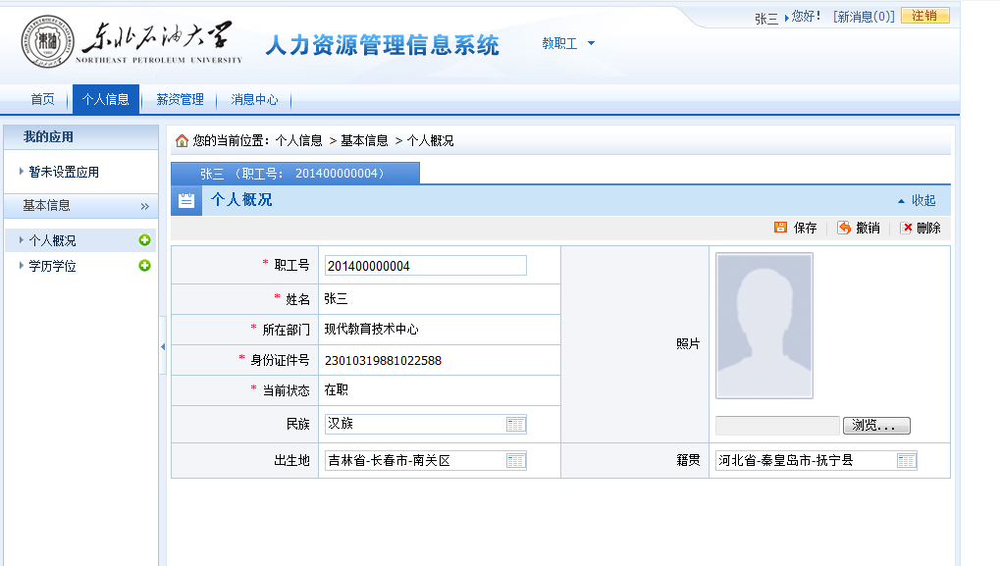 张三 您好! [新消息(0)] 注销
東油
1960
东北石油大学
NORTHEAST PETROLEUM UNIVERSITY
人力资源管理信息系统
教职工
首页 个人信息 薪资管理 消息中心
我的应用
暂未设置应用
基本信息 »
个人概况
学历学位
您的当前位置：个人信息 > 基本信息 > 个人概况
张三 （职工号： 201400000004）
个人概况
收起
保存 撤销 删除
* 职工号 201400000004
* 姓名 张三
* 所在部门 现代教育技术中心
* 身份证件号 23010319881022588
* 当前状态 在职
民族 汉族
照片
浏览...
出生地 吉林省-长春市-南关区
籍贯 河北省-秦皇岛市-抚宁县